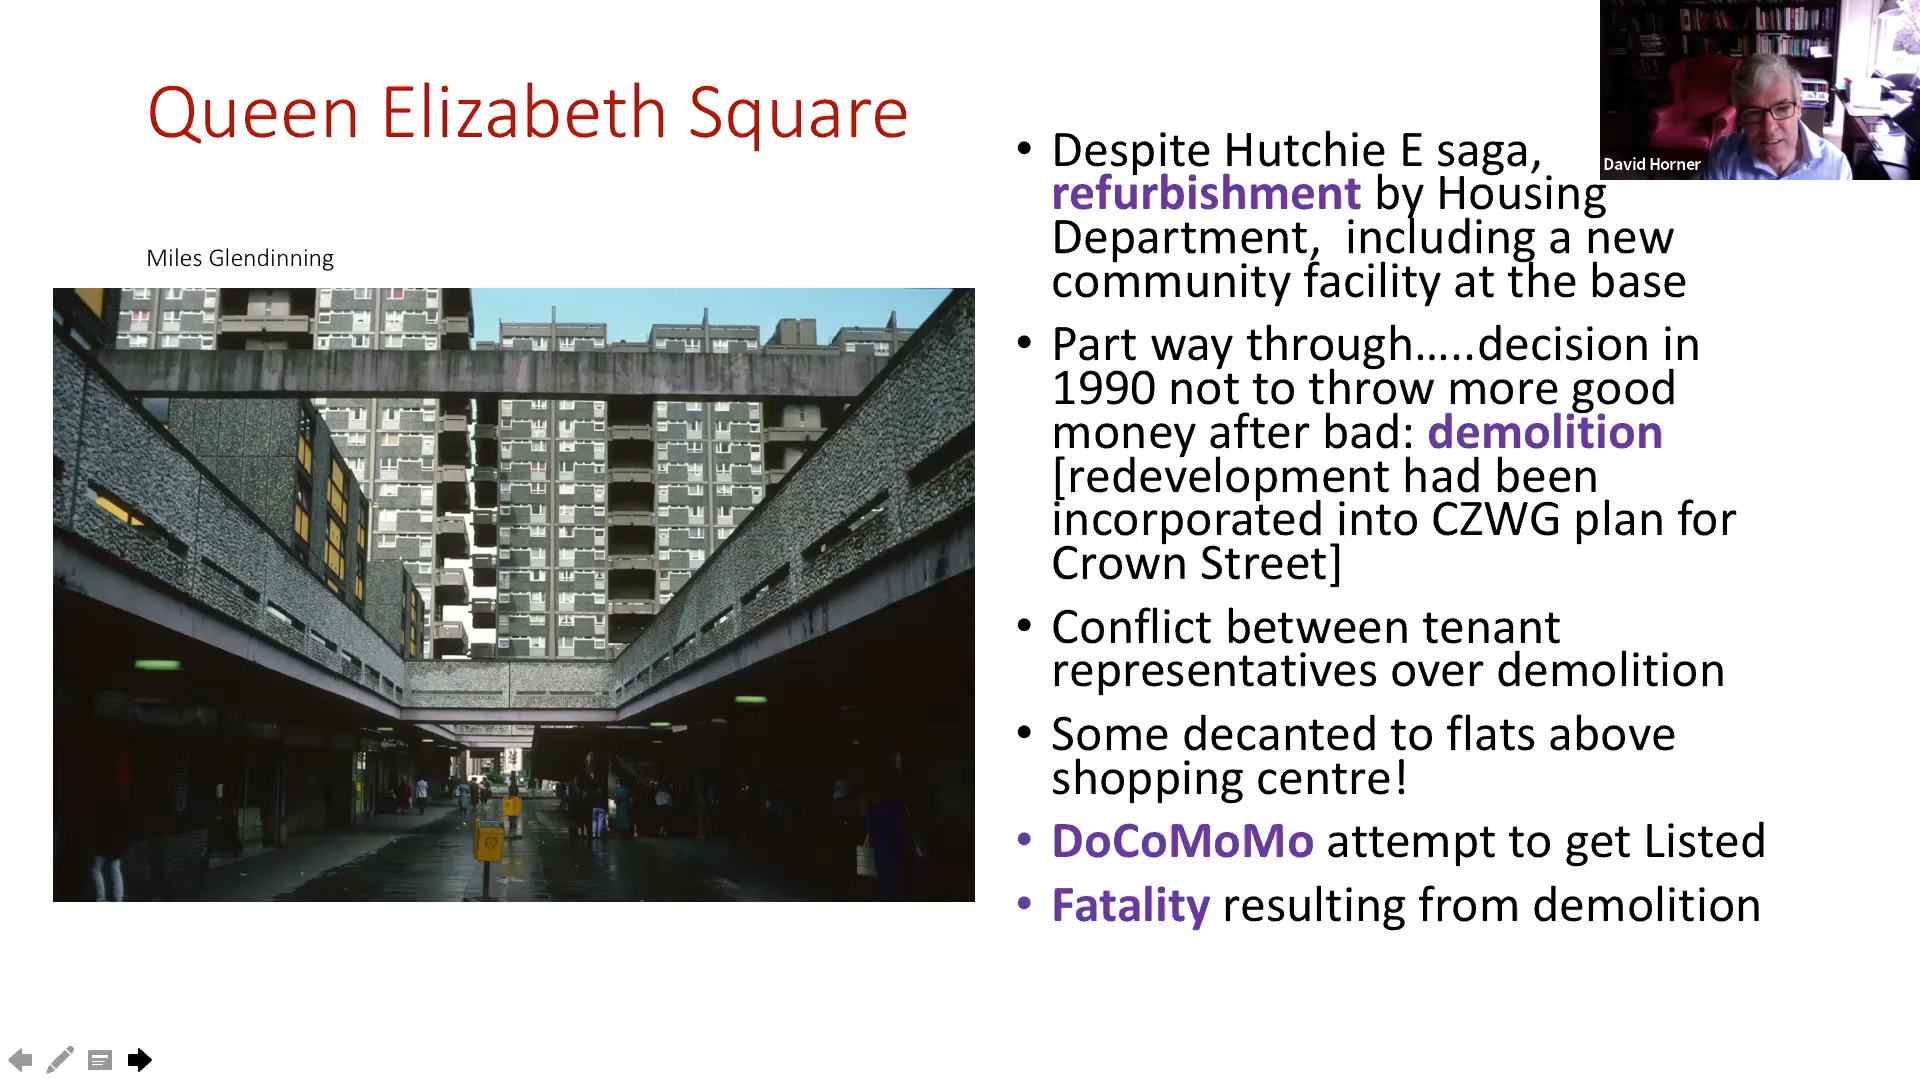 Queen Elizabeth Square
Miles Glendinning
• Despite Hutchie E saga,
refurbishment by Housing
Department,  including a new
community facility at the base
• Part way through…..decision in
1990 not to throw more good
money after bad: demolition
[redevelopment had been
incorporated into CZWG plan for
Crown Street]
• Conflict between tenant
representatives over demolition
• Some decanted to flats above
shopping centre!
• DoCoMoMo attempt to get Listed
• Fatality resulting from demolition
David Horner